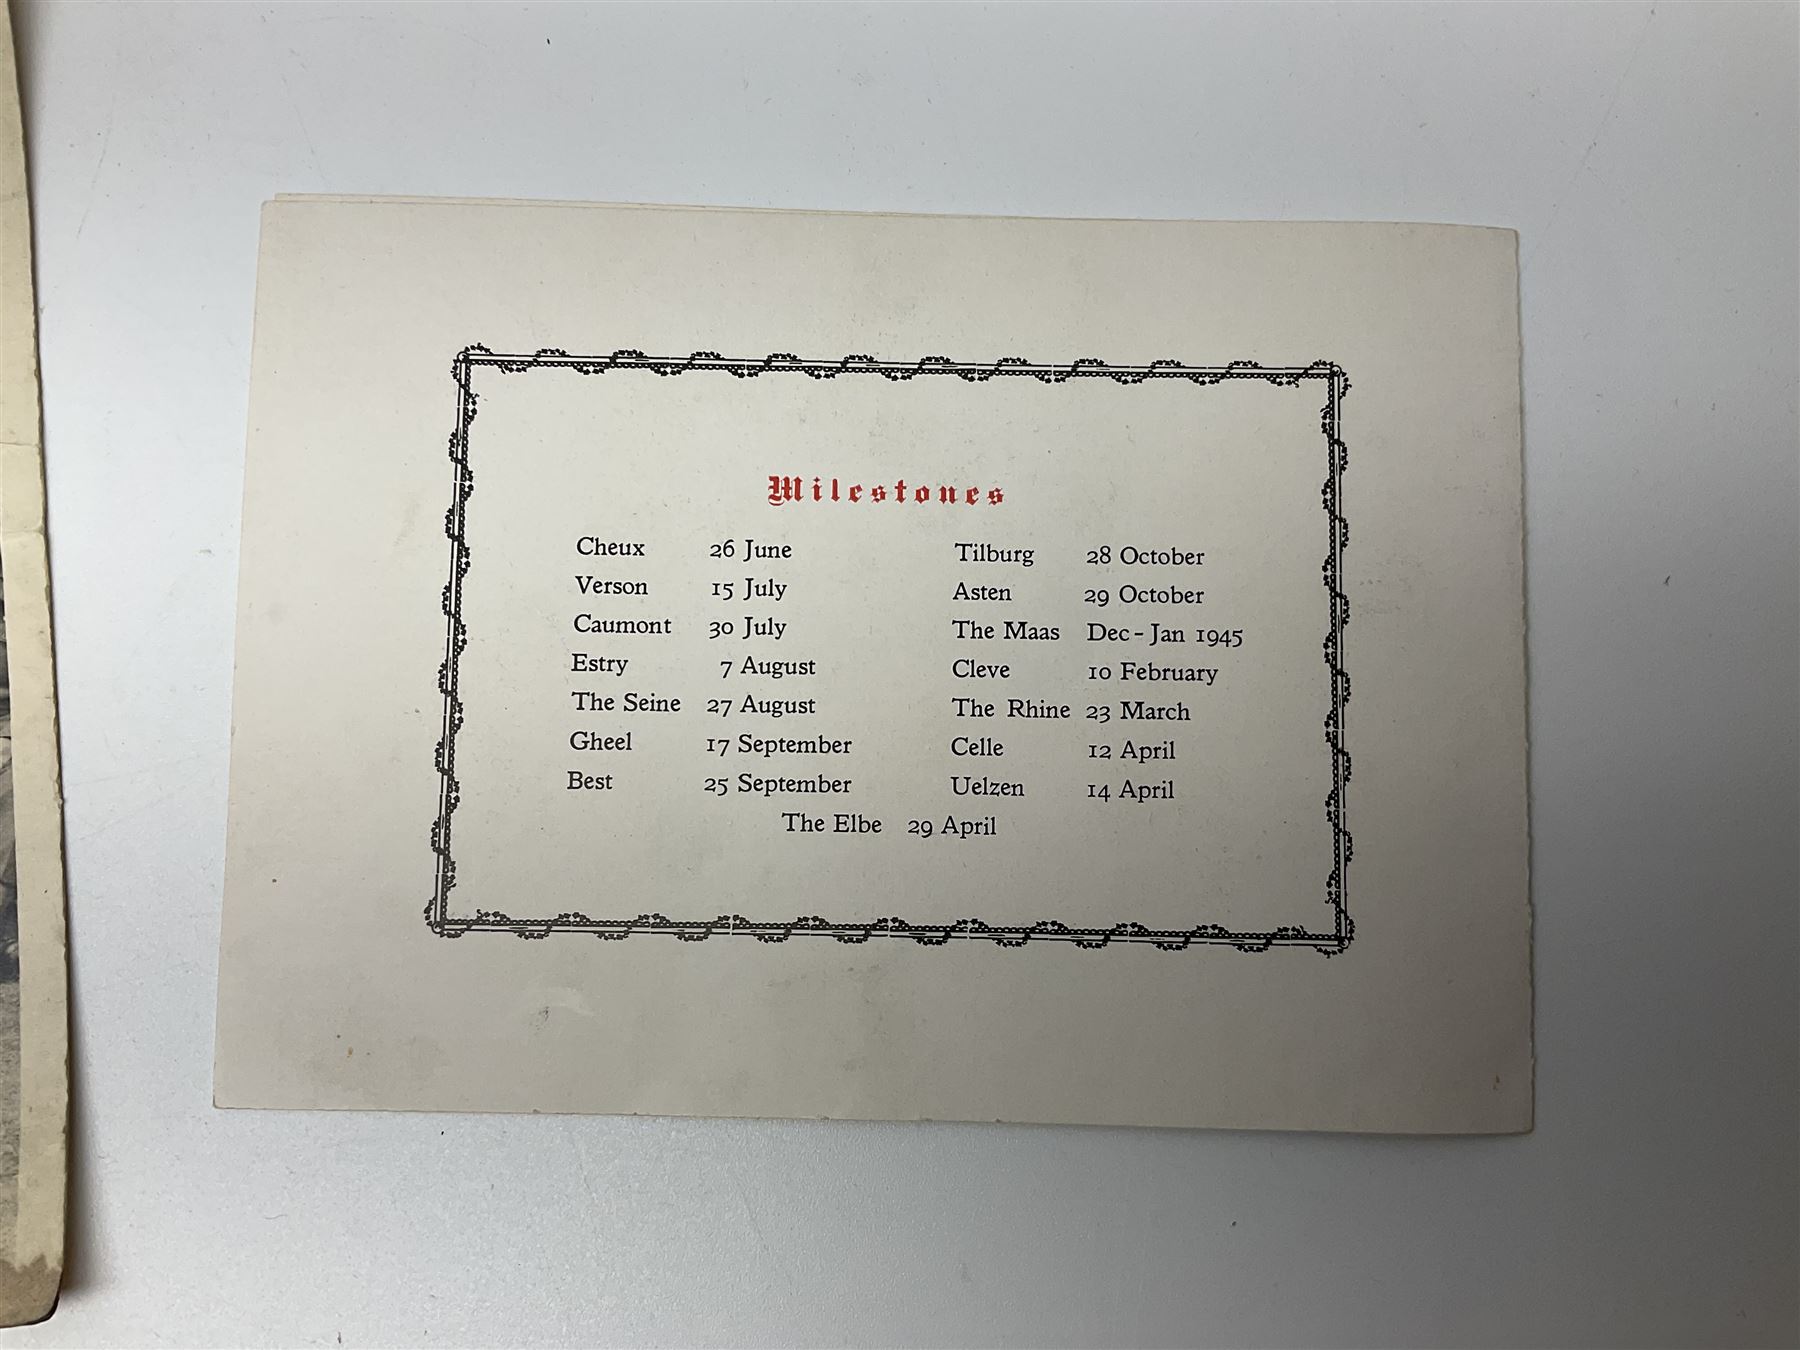 Milestones
Cheux 26 June
Verson 15 July
Caumont 30 July
Estry 7 August
The Seine 27 August
Gheel 17 September
Best 25 September
Tilburg 28 October
Asten 29 October
The Maas Dec - Jan 1945
Cleve 10 February
The Rhine 23 March
Celle 12 April
Uelzen 14 April
The Elbe 29 April